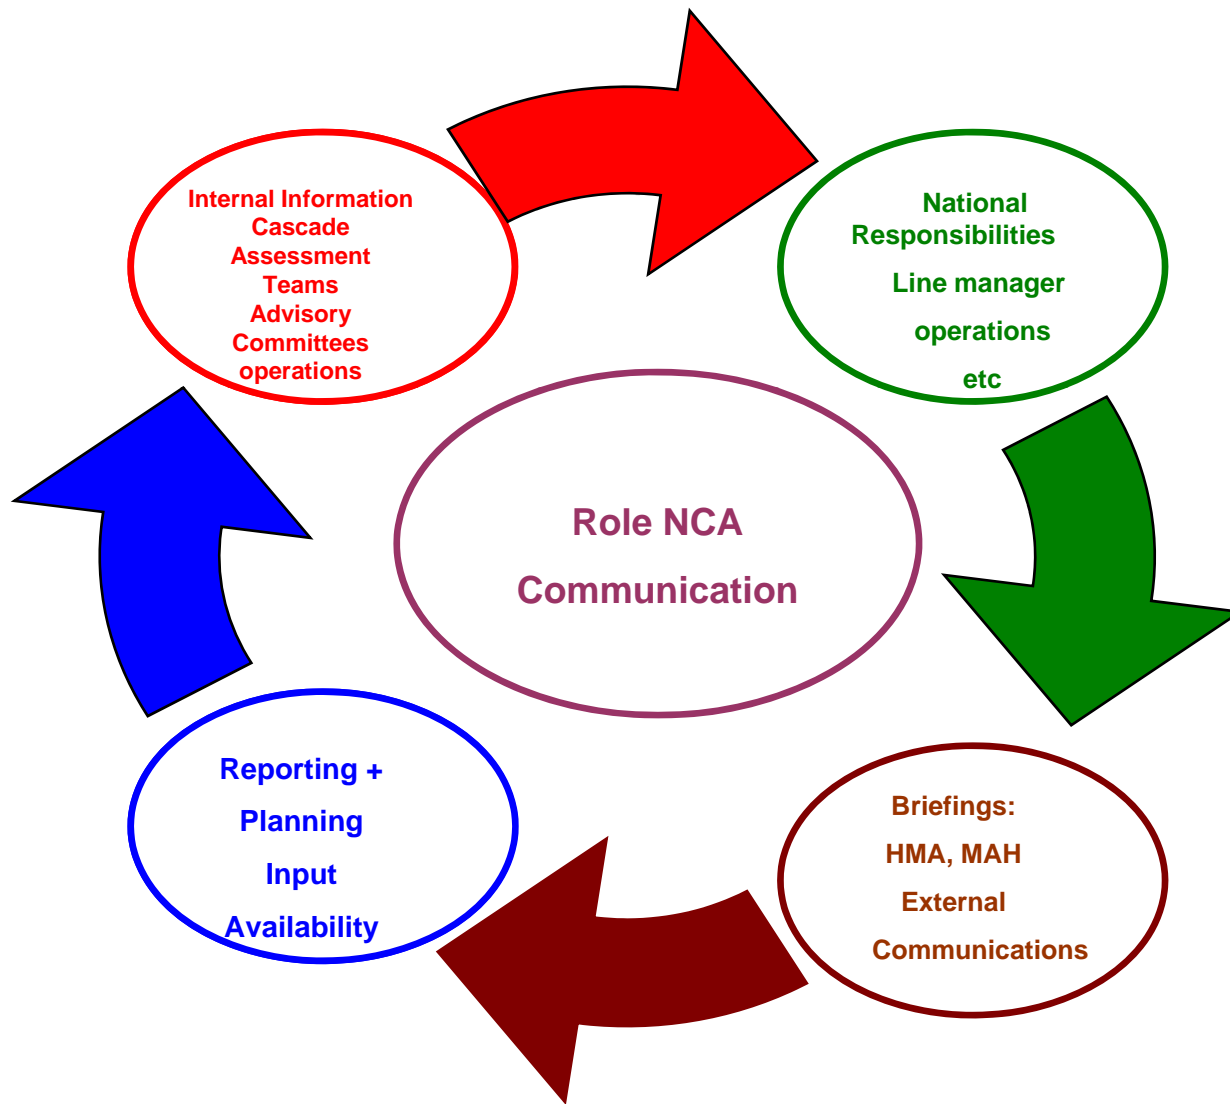 Internal Information
Cascade
Assessment
Teams
Advisory
Committees
operations
National
Responsibilities
Line manager
operations
etc
Role NCA
Communication
Reporting +
Planning
Input
Availability
Briefings:
HMA, MAH
External
Communications